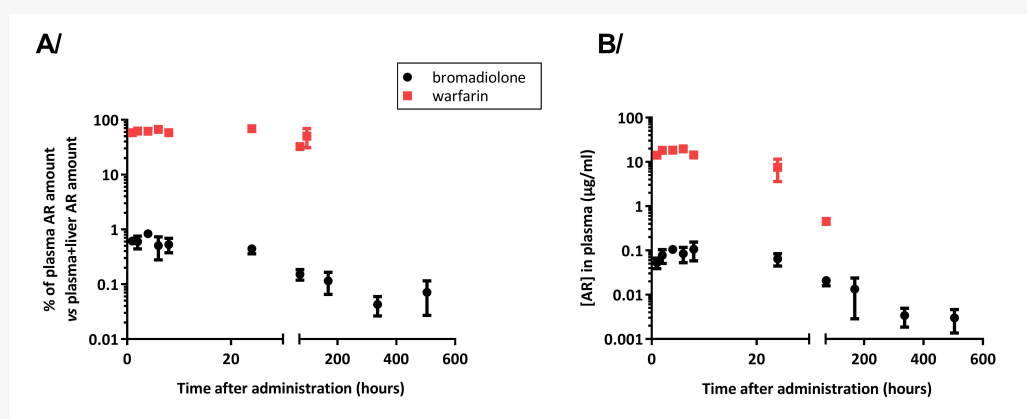 A/
B/
bromadiolone
warfarin
% of plasma AR amount
vs plasma+liver AR amount
100
10
1
0.1
0.01
0
20
200
400
600
Time after administration (hours)
[AR] in plasma (µg/ml)
100
10
1
0.1
0.01
0.001
0
20
200
400
600
Time after administration (hours)